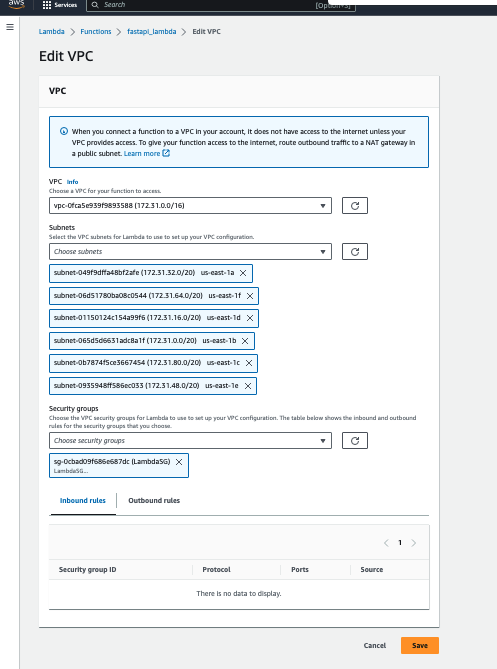 aws
Services
Search
[Option+S]
Lambda > Functions > fastapi_lambda > Edit VPC
Edit VPC
VPC
When you connect a function to a VPC in your account, it does not have access to the internet unless your
VPC provides access. To give your function access to the internet, route outbound traffic to a NAT gateway in
a public subnet. Learn more
VPC Info
Choose a VPC for your function to access.
vpc-0fca5e939f9893588 (172.31.0.0/16)
Subnets
Select the VPC subnets for Lambda to use to set up your VPC configuration.
Choose subnets
subnet-049f9dffa48bf2afe (172.31.32.0/20) us-east-1a
subnet-06d51780ba08c0544 (172.31.64.0/20) us-east-1f
subnet-01150124c154a99f6 (172.31.16.0/20) us-east-1d
subnet-065d5d6631adc8a1f (172.31.0.0/20) us-east-1b
subnet-0b7874f5ce3667454 (172.31.80.0/20) us-east-1c
subnet-0935948ff586ec033 (172.31.48.0/20) us-east-1e
Security groups
Choose the VPC security groups for Lambda to use to set up your VPC configuration. The table below shows the inbound and outbound
rules for the security groups that you choose.
Choose security groups
sg-0cbad09f686e687dc (LambdaSG)
LambdaSG...
Inbound rules
Outbound rules
1
Security group ID
Protocol
Ports
Source
There is no data to display.
Cancel
Save